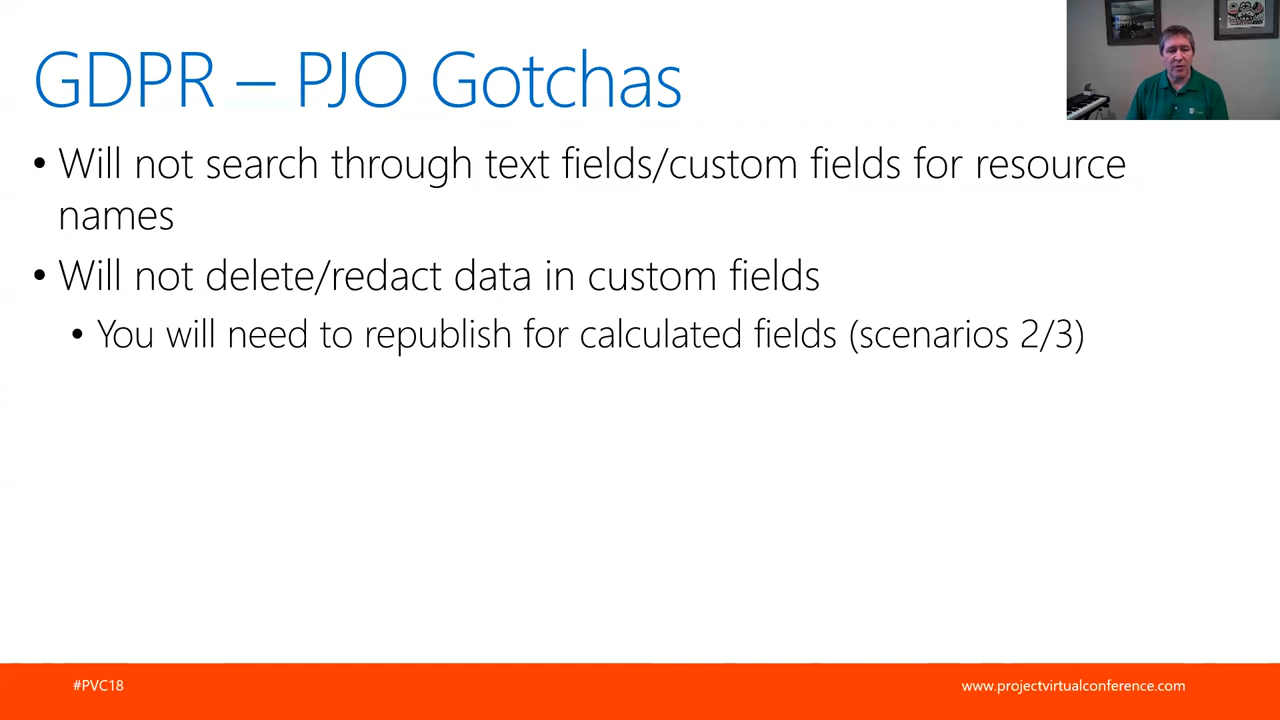 GDPR – PJO Gotchas
• Will not search through text fields/custom fields for resource
names
• Will not delete/redact data in custom fields
• You will need to republish for calculated fields (scenarios 2/3)
#PVC18
www.projectvirtualconference.com